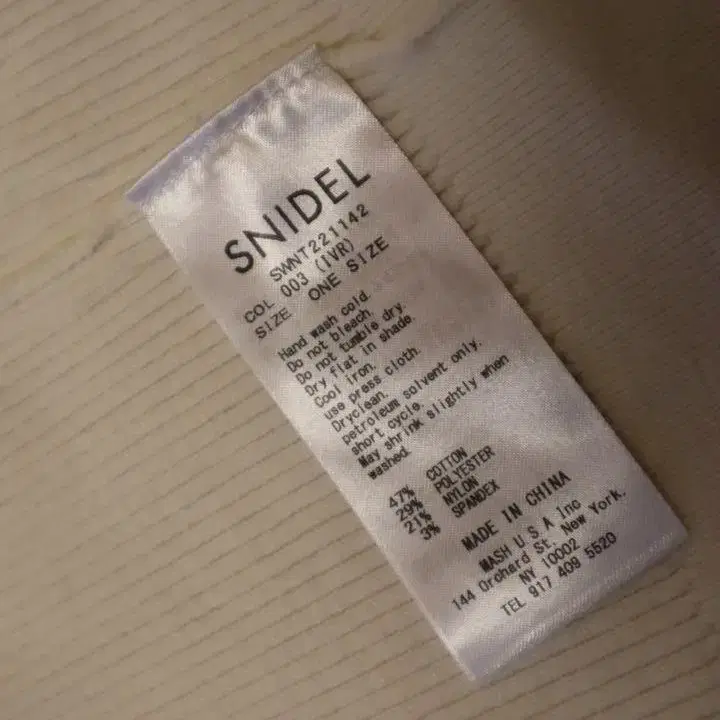 SNIDEL
SWNT221142
COL 003 (IVR)
SIZE ONE SIZE
Hand wash cold.
Do not bleach.
Do not tumble dry.
Dry flat in shade.
Cool iron.
use press cloth.
Dryclean.
petroleum solvent only.
short cycle.
May shrink slightly when
washed.
47% COTTON
29% POLYESTER
21% NYLON
3% SPANDEX
MADE IN CHINA
MASH U S A Inc
144 Orchard St. New York.
NY 10002
TEL 917 409 5520